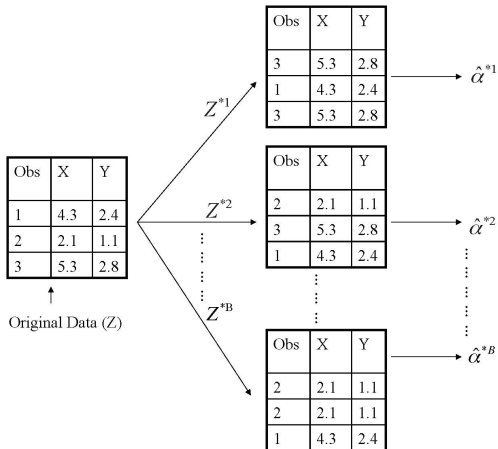 Obs X Y
3 5.3 2.8
1 4.3 2.4
3 5.3 2.8
α̂*1
Z*1
Obs X Y
1 4.3 2.4
2 2.1 1.1
3 5.3 2.8
Original Data (Z)
Z*2
Obs X Y
2 2.1 1.1
3 5.3 2.8
1 4.3 2.4
α̂*2
Z*B
Obs X Y
2 2.1 1.1
2 2.1 1.1
1 4.3 2.4
α̂*B